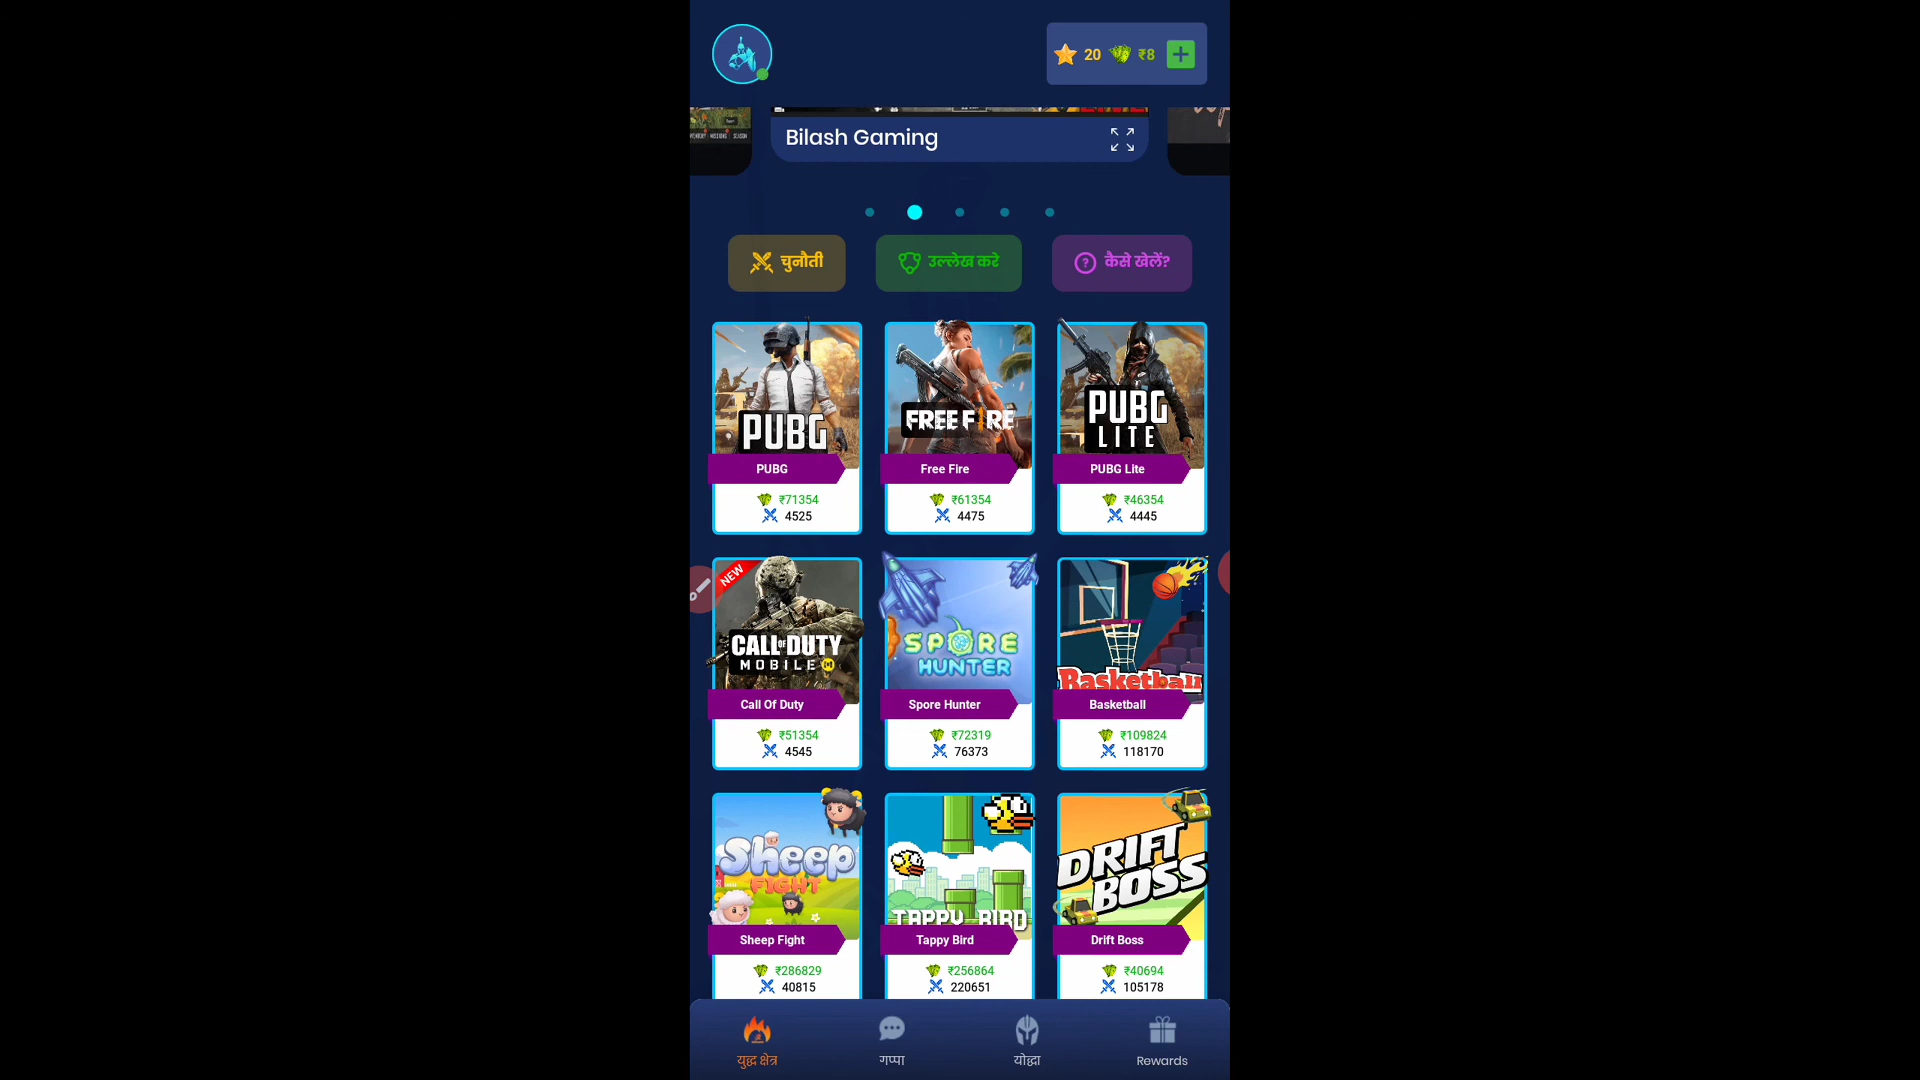 20 ₹8
Bilash Gaming
चुनौती उल्लेख करे कैसे खेलें?
PUBG
PUBG
₹71354
4525
FREE FIRE
Free Fire
₹61354
4475
PUBG
LITE
PUBG Lite
₹46354
4445
NEW
CALL OF DUTY
MOBILE
Call Of Duty
₹51354
4545
SPORE
HUNTER
Spore Hunter
₹72319
76373
Basketball
Basketball
₹109824
118170
Sheep
FIGHT
Sheep Fight
₹286829
40815
TAPPY BIRD
Tappy Bird
₹256864
220651
DRIFT
BOSS
Drift Boss
₹40694
105178
युद्ध क्षेत्र गप्पा योद्धा Rewards